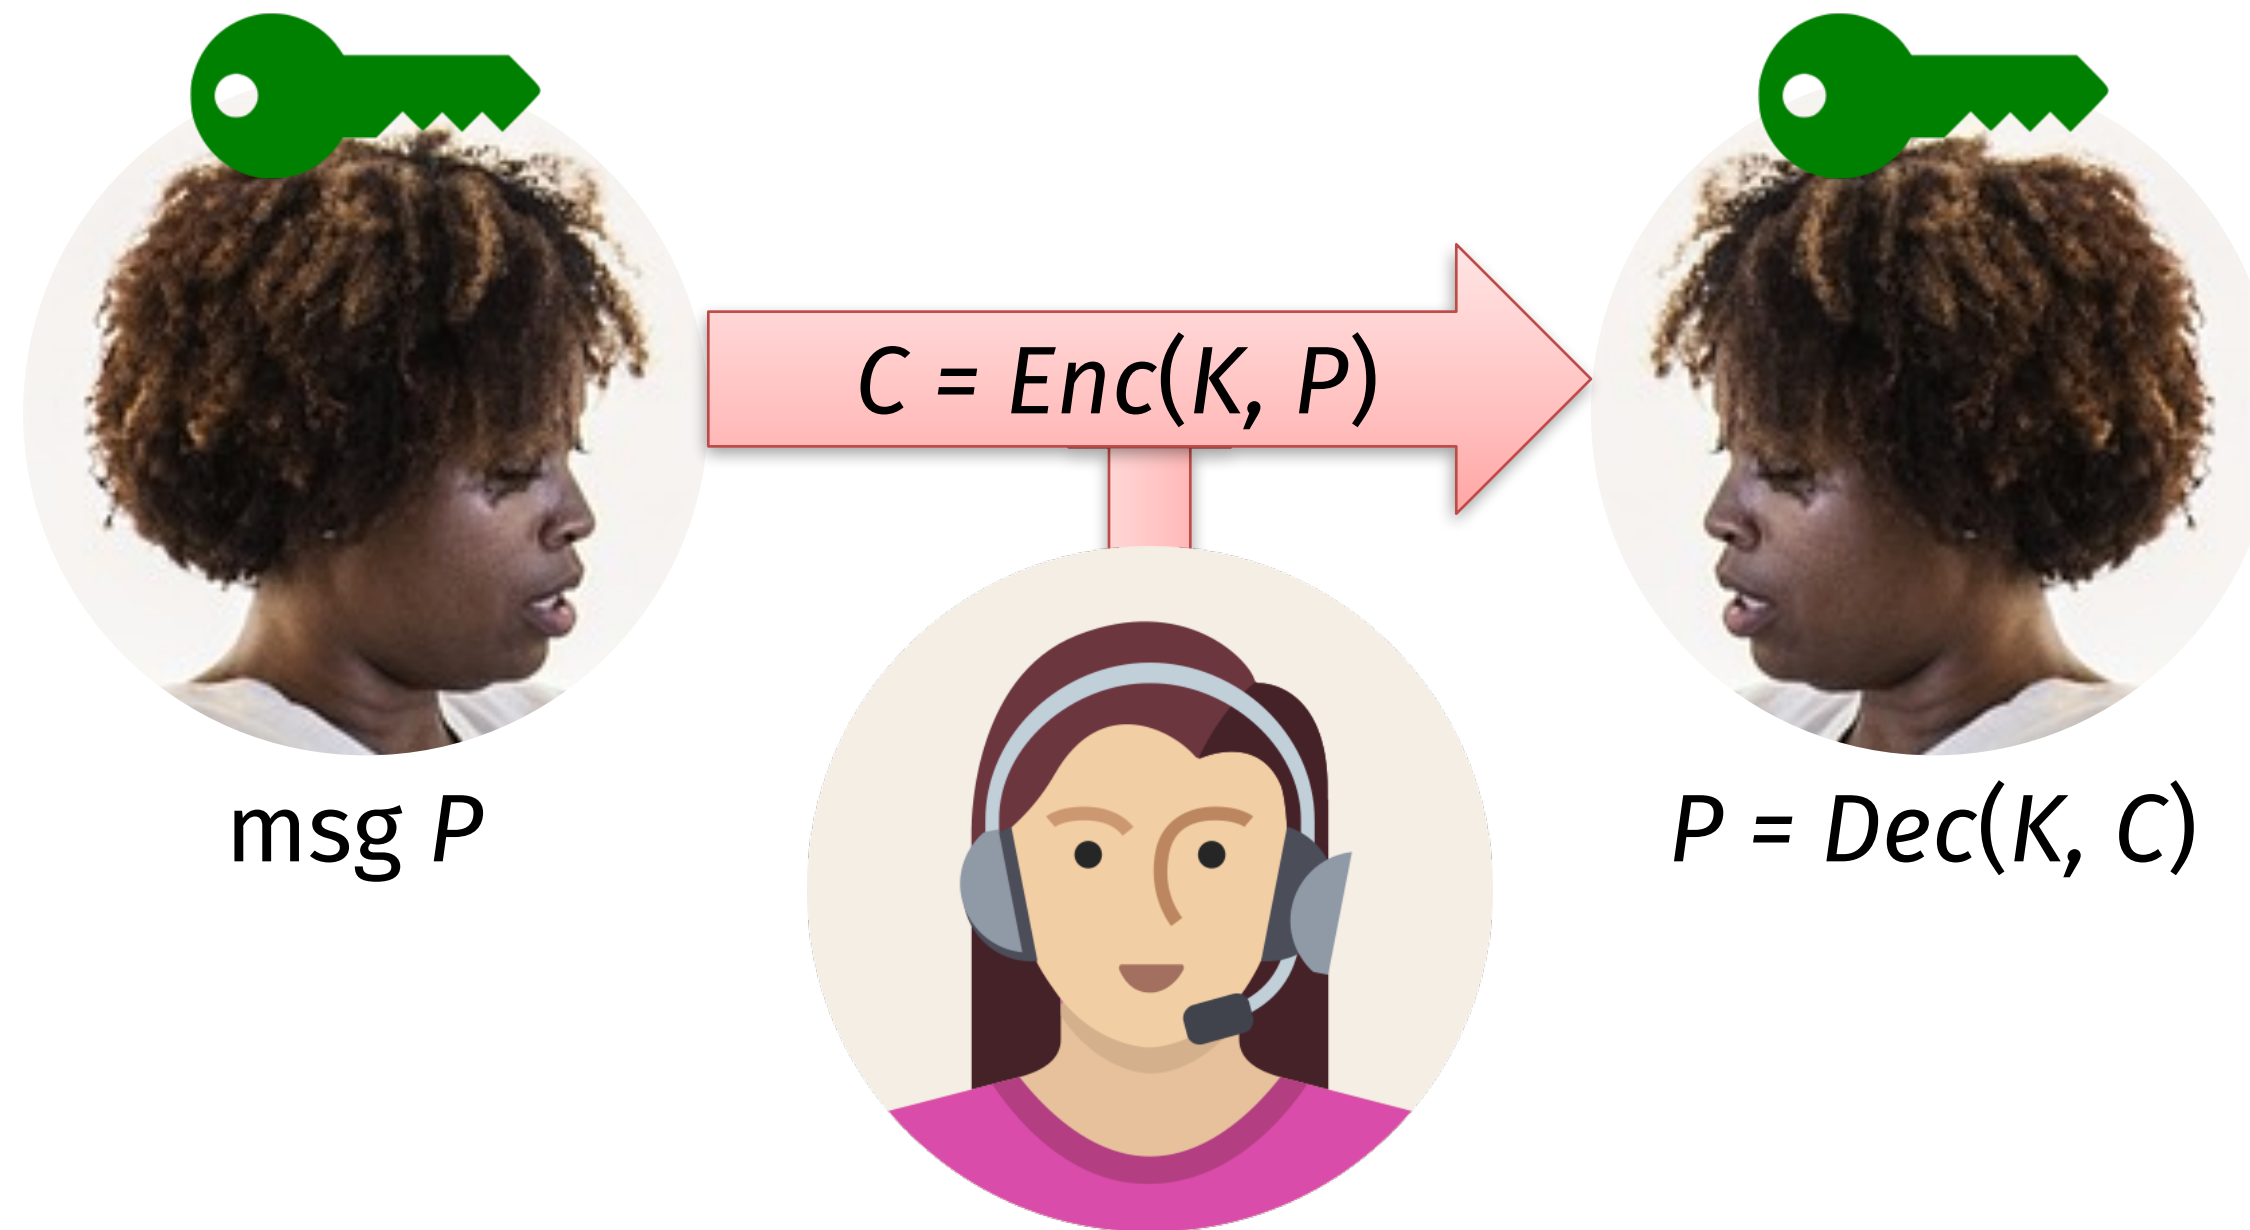 C = Enc(K, P)
msg P
P = Dec(K, C)